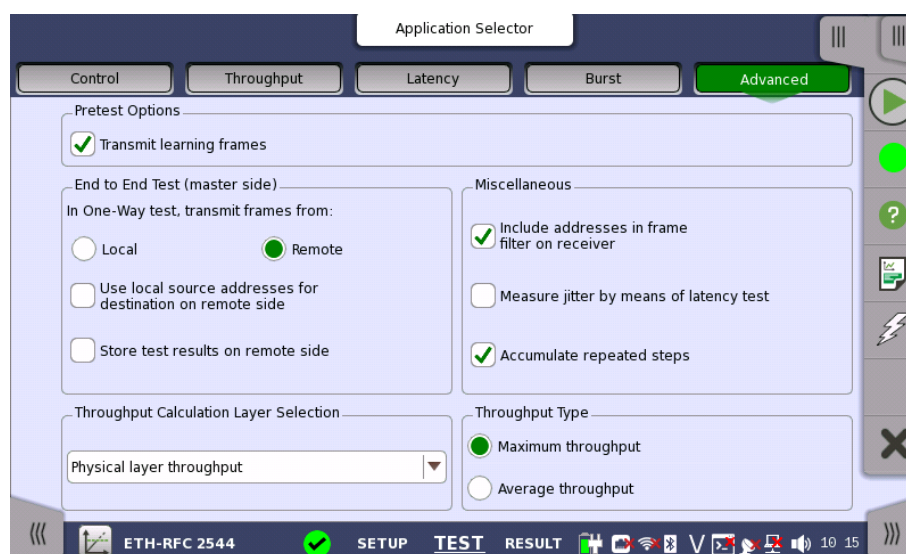 Application Selector
Control
Throughput
Latency
Burst
Advanced
Pretest Options
Transmit learning frames
End to End Test (master side)
In One-Way test, transmit frames from:
Local
Remote
Use local source addresses for
destination on remote side
Store test results on remote side
Miscellaneous
Include addresses in frame
filter on receiver
Measure jitter by means of latency test
Accumulate repeated steps
Throughput Calculation Layer Selection
Physical layer throughput
Throughput Type
Maximum throughput
Average throughput
ETH-RFC 2544
SETUP
TEST
RESULT
10 15